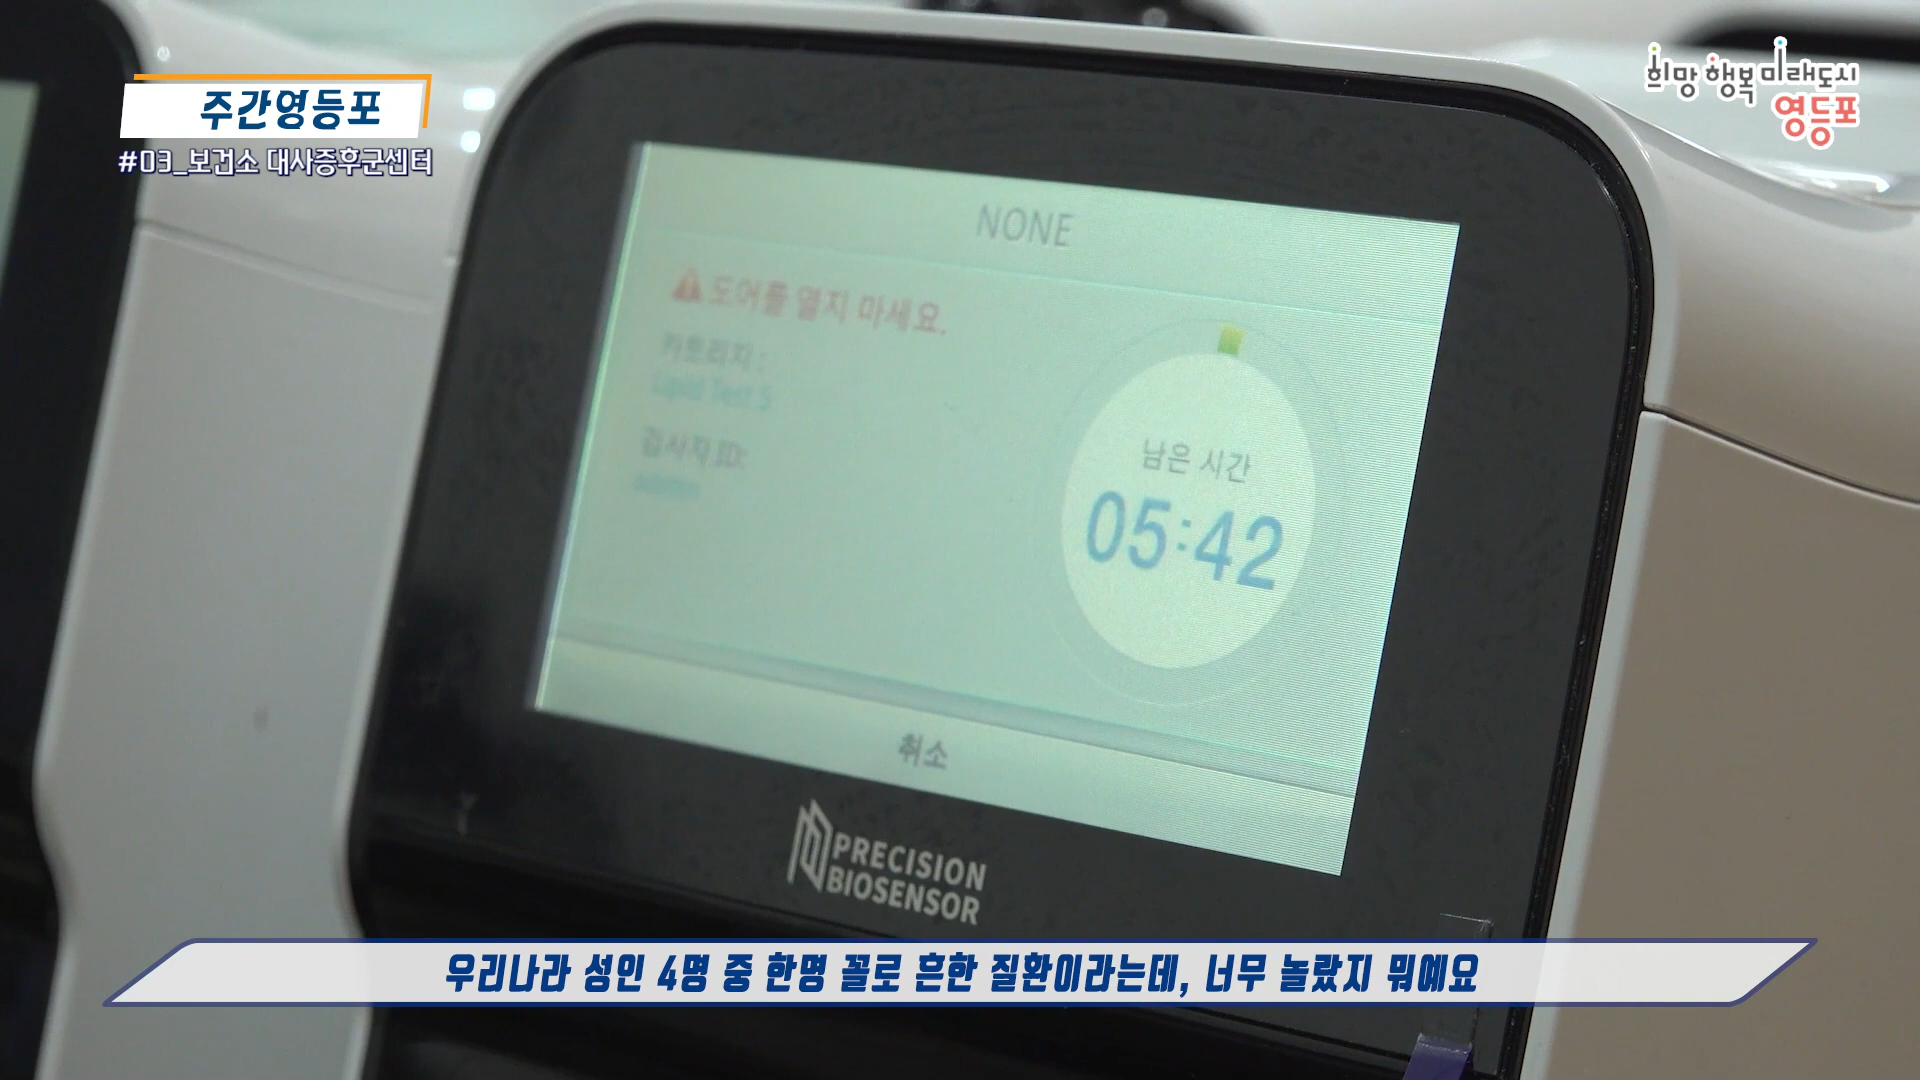 주간영등포
#03_보건소 대사증후군센터
희망 행복 미래도시
영등포
NONE
도어를 열지 마세요.
카트리지 :
Lipid Test 5
검사자 ID:
남은 시간
05:42
취소
PRECISION
BIOSENSOR
우리나라 성인 4명 중 한명 꼴로 흔한 질환이라는데, 너무 놀랐지 뭐예요